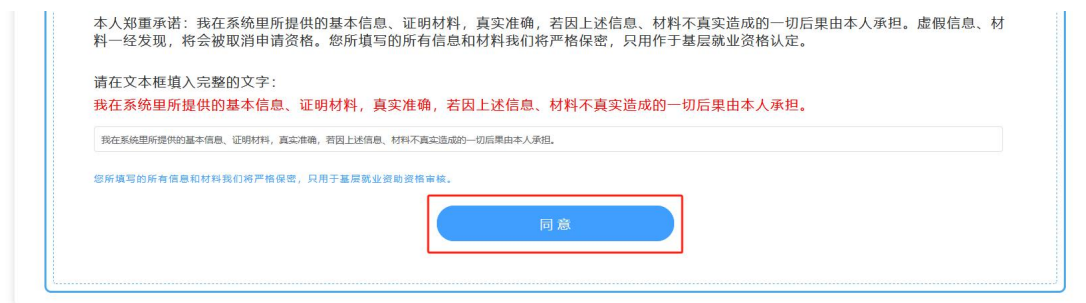 本人郑重承诺：我在系统里所提供的基本信息、证明材料，真实准确，若因上述信息、材料不真实造成的一切后果由本人承担。虚假信息、材
料一经发现，将会被取消申请资格。您所填写的所有信息和材料我们将严格保密，只用作于基层就业资格认定。
请在文本框填入完整的文字：
我在系统里所提供的基本信息、证明材料，真实准确，若因上述信息、材料不真实造成的一切后果由本人承担。
我在系统里所提供的基本信息、证明材料，真实准确，若因上述信息、材料不真实造成的一切后果由本人承担。
您所填写的所有信息和材料我们将严格保密，只用于基层就业资助资格审核。
同意